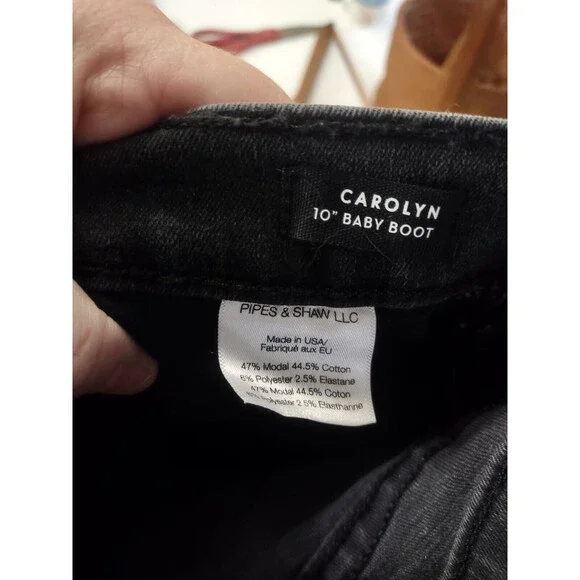 CAROLYN
10" BABY BOOT
PIPES & SHAW LLC
Made in USA/
Fabriqué aux EU
47% Modal 44.5% Cotton
6% Polyester 2.5% Elastane
47% Modal 44.5% Coton
Polyester 2.5% Elasthanne